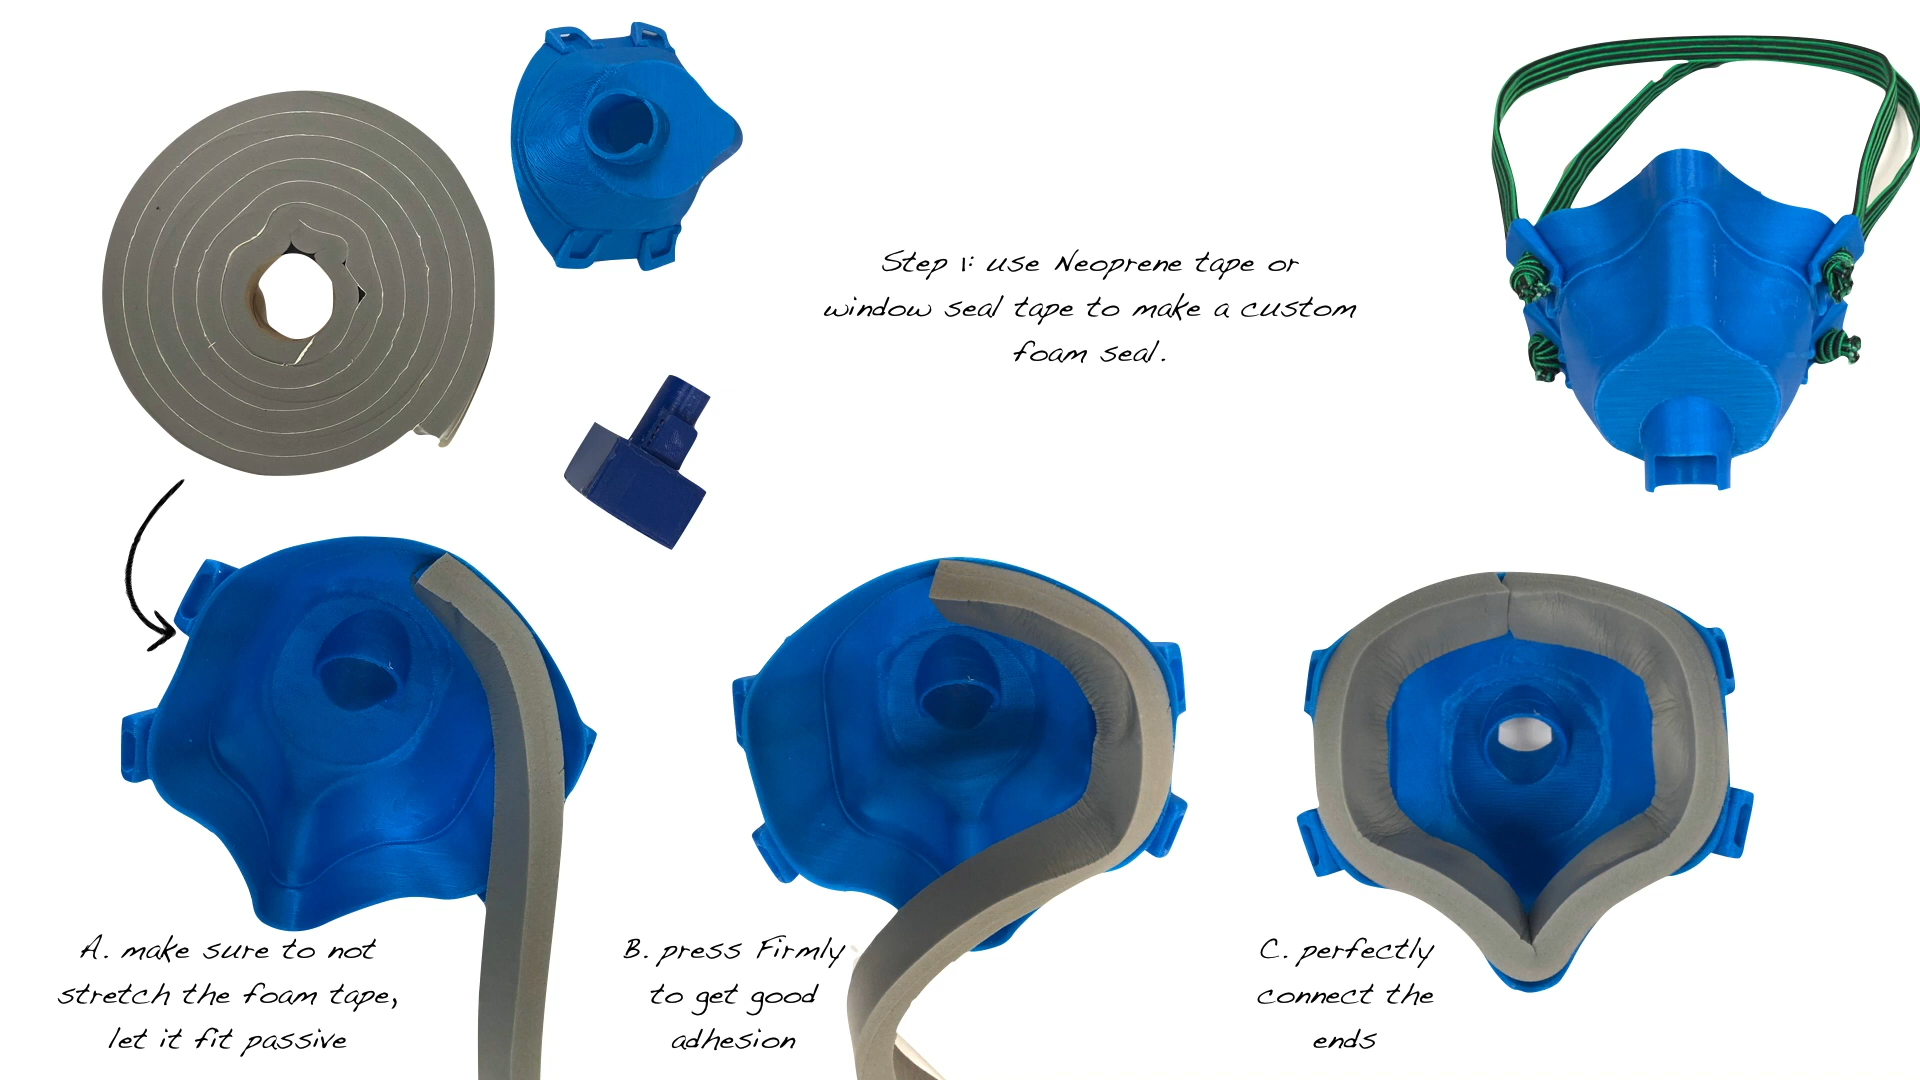 Step 1: use Neoprene tape or
window seal tape to make a custom
foam seal.
A. make sure to not
stretch the foam tape,
let it fit passive
B. press Firmly
to get good
adhesion
C. perfectly
connect the
ends